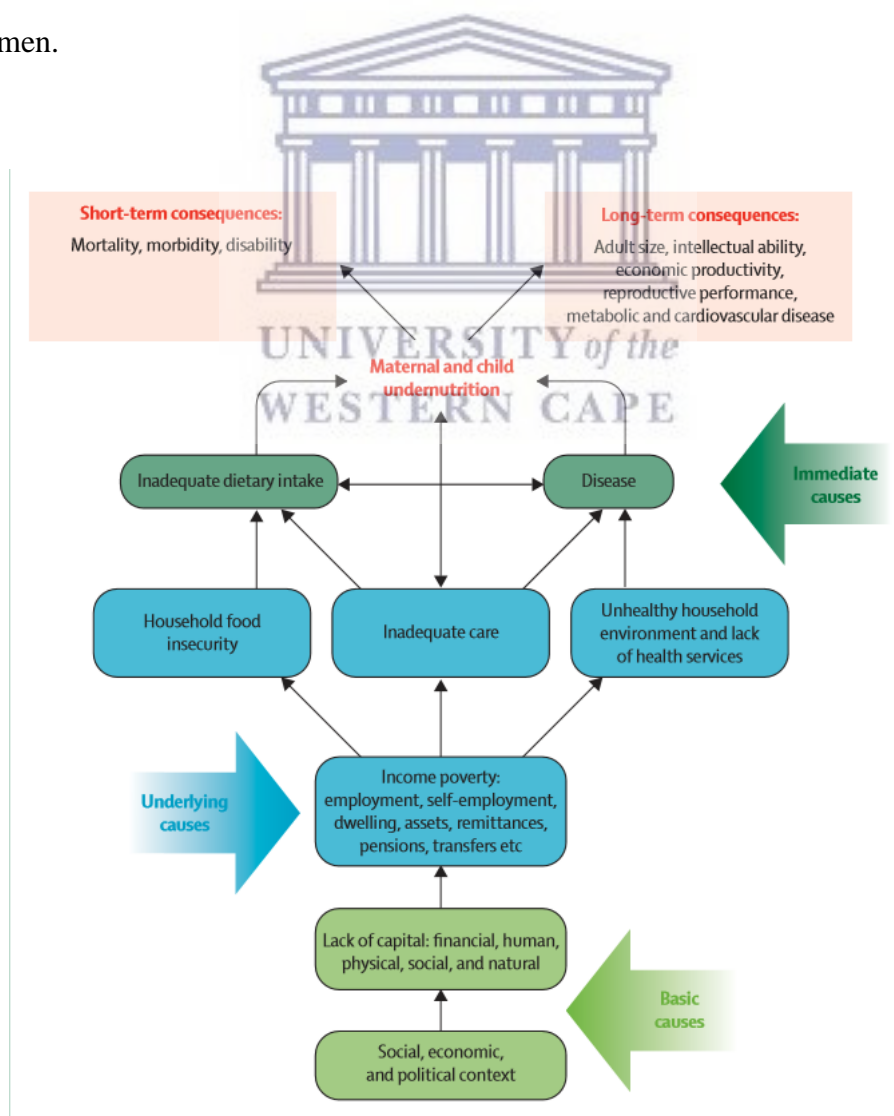 men.
Short-term consequences:
Mortality, morbidity, disability
Long-term consequences:
Adult size, intellectual ability,
economic productivity,
reproductive performance,
metabolic and cardiovascular disease
UNIVERSITY of the
WESTERN CAPE
Maternal and child
undernutrition
Inadequate dietary intake
Disease
Immediate
causes
Household food
insecurity
Inadequate care
Unhealthy household
environment and lack
of health services
Underlying
causes
Income poverty:
employment, self-employment,
dwelling, assets, remittances,
pensions, transfers etc
Lack of capital: financial, human,
physical, social, and natural
Basic
causes
Social, economic,
and political context